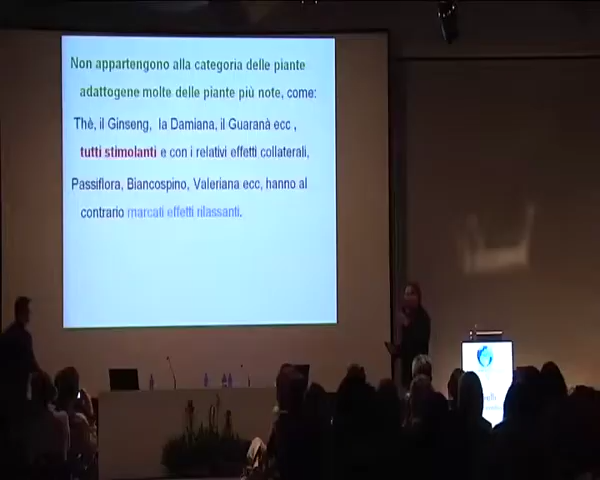 Non appartengono alla categoria delle piante
adattogene molte delle piante più note, come:
Thè, il Ginseng, la Damiana, il Guaranà ecc ,
tutti stimolanti e con i relativi effetti collaterali,
Passiflora, Biancospino, Valeriana ecc, hanno al
contrario marcati effetti rilassanti.